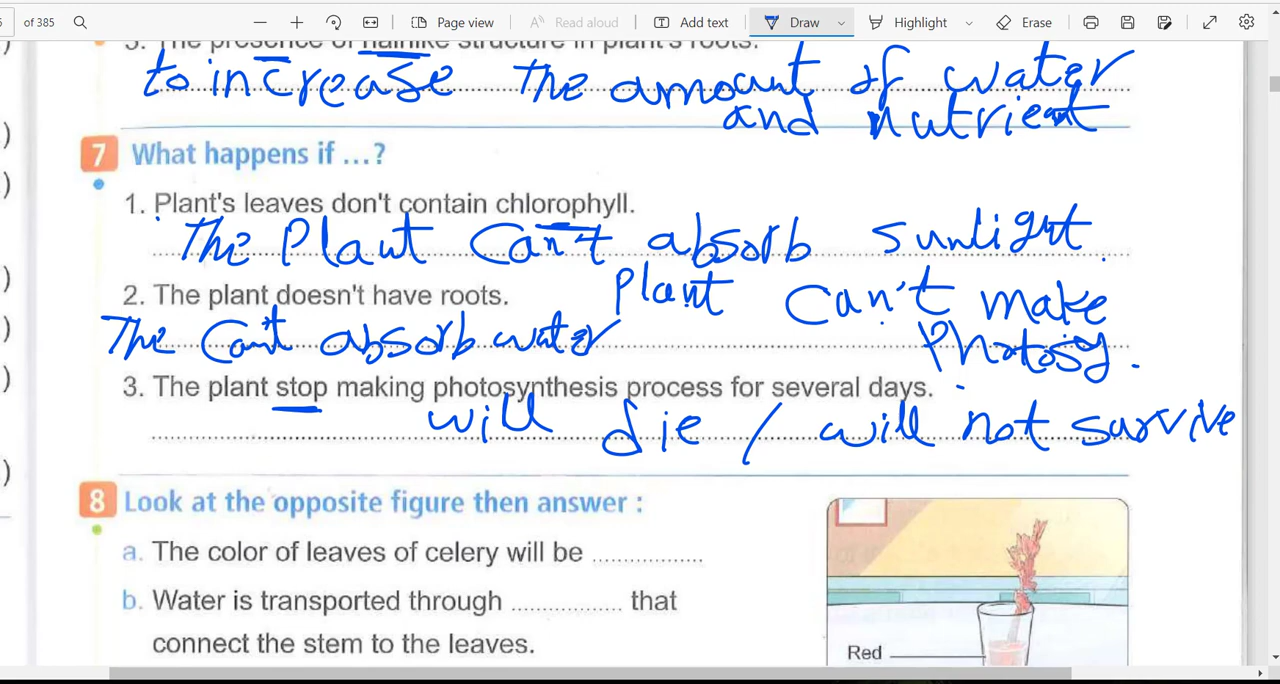 of 385
Page view
Read aloud
Add text
Draw
Highlight
Erase
3. The presence of hairlike structure in plant's roots.
to increase the amount of water
and nutrient
7 What happens if ...?
1. Plant's leaves don't contain chlorophyll.
The Plant can't absorb sunlight.
2. The plant doesn't have roots.
Plant can't make
The can't absorb water
Photosy.
3. The plant stop making photosynthesis process for several days.
will die / will not survive
8 Look at the opposite figure then answer :
a. The color of leaves of celery will be ....................
b. Water is transported through .................... that
connect the stem to the leaves.
Red